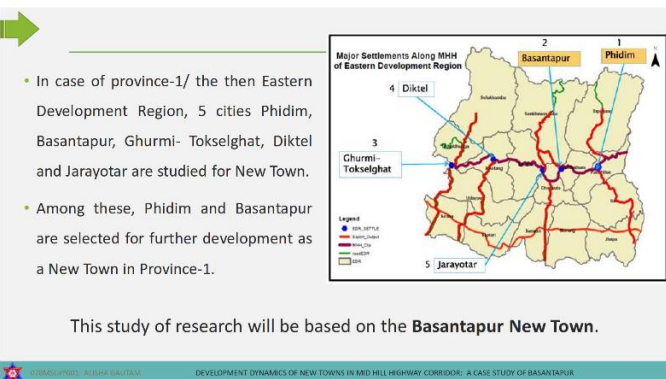 • In case of province-1/ the then Eastern
Development Region, 5 cities Phidim,
Basantapur, Ghurmi- Tokselghat, Diktel
and Jarayotar are studied for New Town.
• Among these, Phidim and Basantapur
are selected for further development as
a New Town in Province-1.
Major Settlements Along MHH
of Eastern Development Region
2
Basantapur
1
Phidim
N
4 Diktel
3
Ghurmi-
Tokselghat
Legend
5 Jarayotar
This study of research will be based on the Basantapur New Town.
ALISHA GAUTAM
DEVELOPMENT DYNAMICS OF NEW TOWNS IN MID HILL HIGHWAY CORRIDOR: A CASE STUDY OF BASANTAPUR